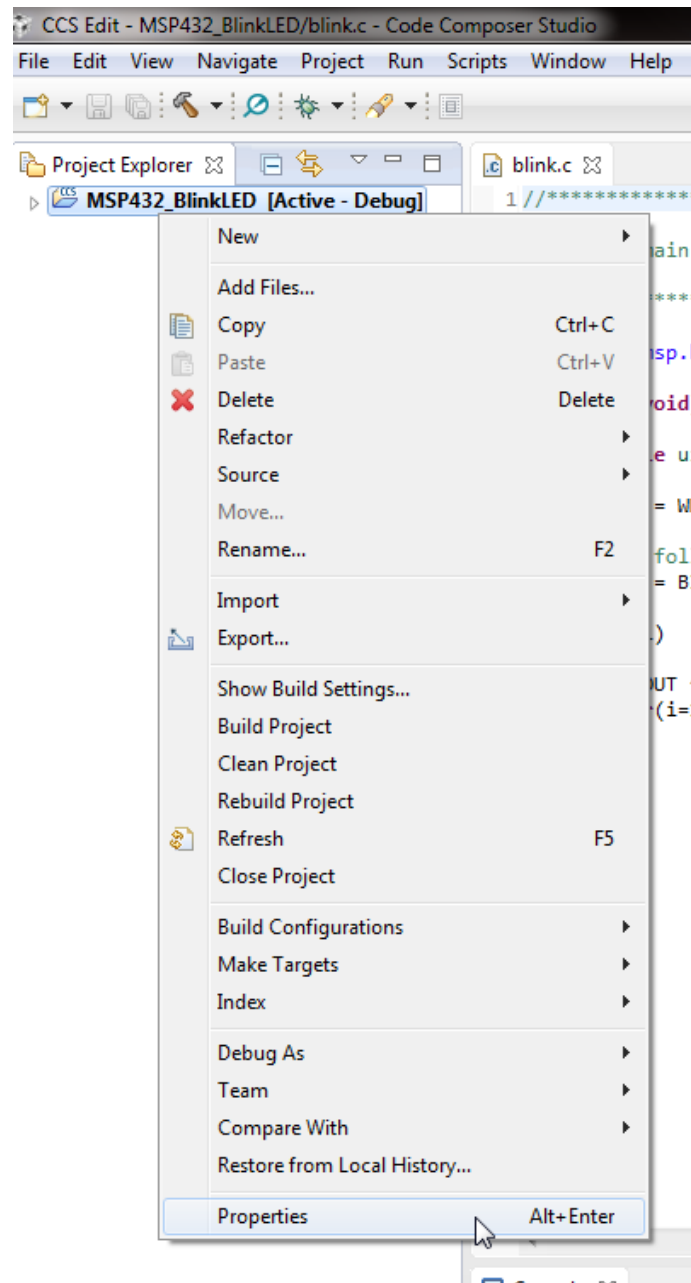 CCS Edit - MSP432_BlinkLED/blink.c - Code Composer Studio
File Edit View Navigate Project Run Scripts Window Help
Project Explorer
blink.c
MSP432_BlinkLED [Active - Debug]
1 //*************
New
Add Files...
Copy Ctrl+C
Paste Ctrl+V
Delete Delete
Refactor
Source
Move...
Rename... F2
Import
Export...
Show Build Settings...
Build Project
Clean Project
Rebuild Project
Refresh F5
Close Project
Build Configurations
Make Targets
Index
Debug As
Team
Compare With
Restore from Local History...
Properties Alt+Enter